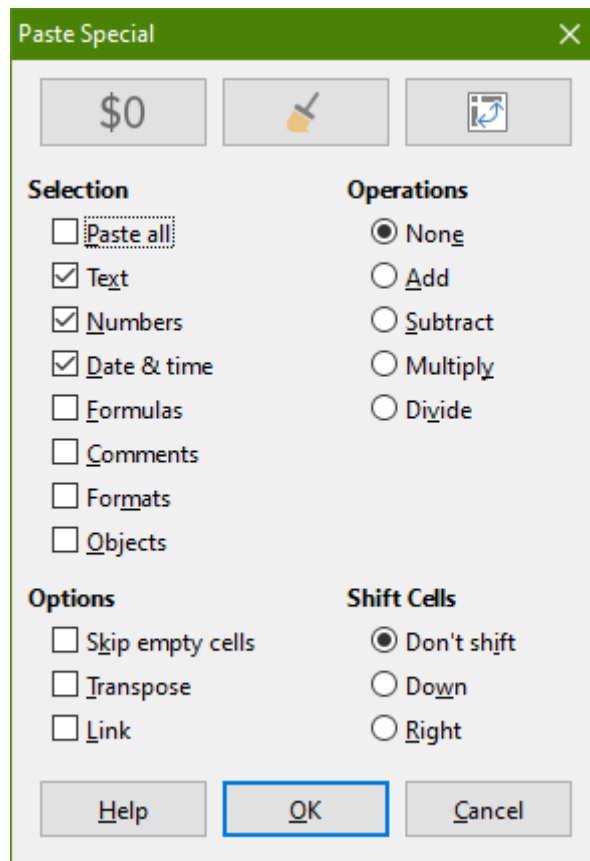 Paste Special
$0
Selection
Paste all
Text
Numbers
Date & time
Formulas
Comments
Formats
Objects
Operations
None
Add
Subtract
Multiply
Divide
Options
Skip empty cells
Transpose
Link
Shift Cells
Don't shift
Down
Right
Help
OK
Cancel